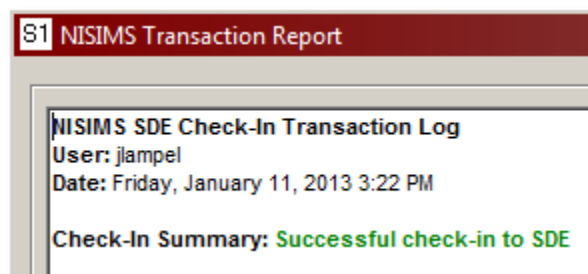 S1 NISIMS Transaction Report
NISIMS SDE Check-In Transaction Log
User: jlampel
Date: Friday, January 11, 2013 3:22 PM
Check-In Summary: Successful check-in to SDE